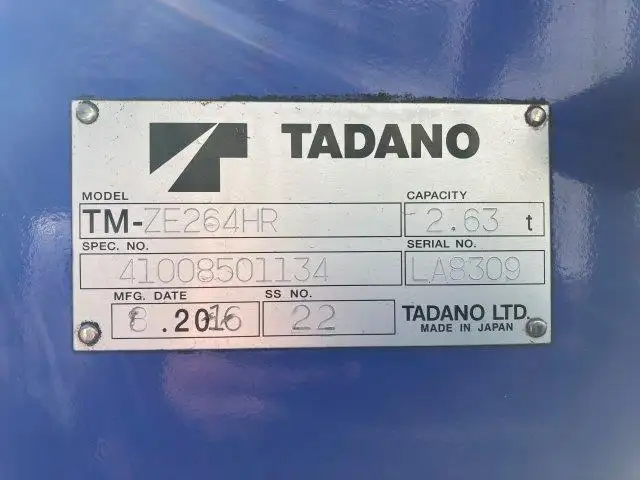 TADANO
MODEL
TM-ZE264HR
CAPACITY
2.63 t
SPEC. NO.
41008501134
SERIAL NO.
LA8309
MFG. DATE
8.2016
SS NO.
22
TADANO LTD.
MADE IN JAPAN